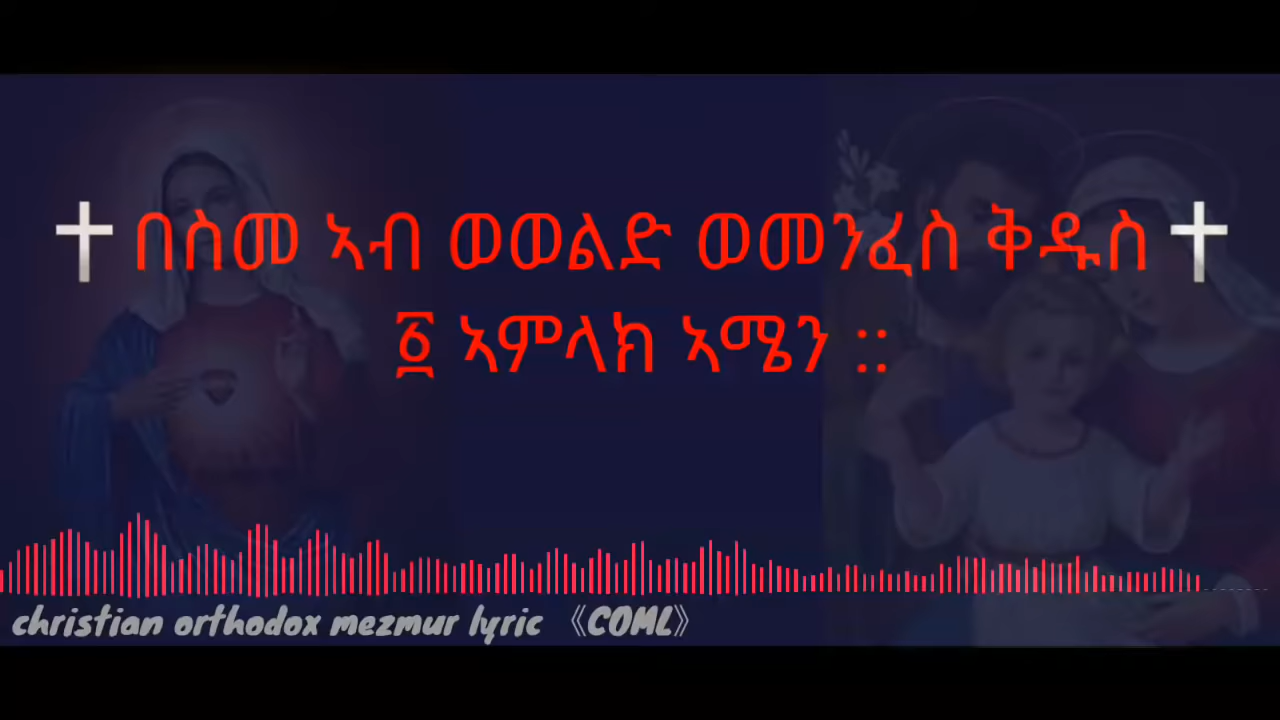 ✝ በስመ ኣብ ወወልድ ወመንፈስ ቅዱስ ✝
፩ ኣምላክ ኣሜን ::
christian orthodox mezmur lyric 《COML》